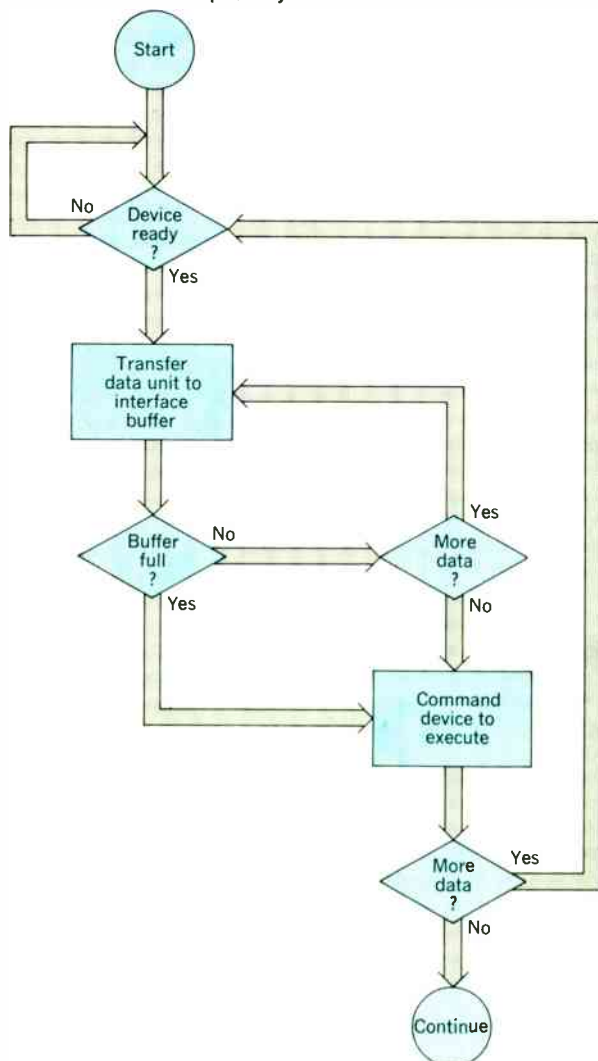 Start
No
Device
ready
?
Yes
Transfer
data unit to
interface
buffer
Yes
Buffer
full
?
No
More
data
?
Yes
No
Command
device to
execute
More
data
?
Yes
No
Continue